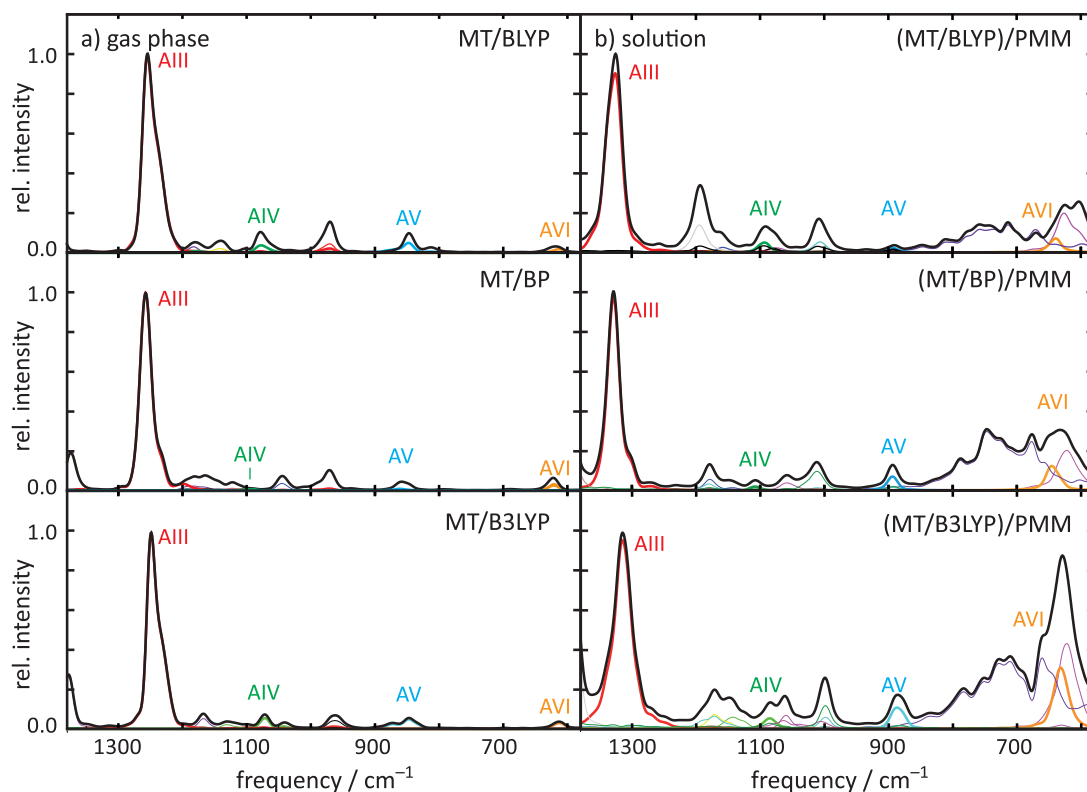 a) gas phase MT/BLYP
b) solution (MT/BLYP)/PMM
1.0
AIII
AIII
rel. intensity
AIV
AV
AVI
AIV
AV
AVI
0.0
MT/BP
(MT/BP)/PMM
1.0
AIII
AIII
rel. intensity
AIV
AV
AVI
AIV
AV
AVI
0.0
MT/B3LYP
(MT/B3LYP)/PMM
1.0
AIII
AIII
rel. intensity
AIV
AV
AVI
AIV
AV
AVI
0.0
1300 1100 900 700
1300 1100 900 700
frequency / cm–1
frequency / cm–1